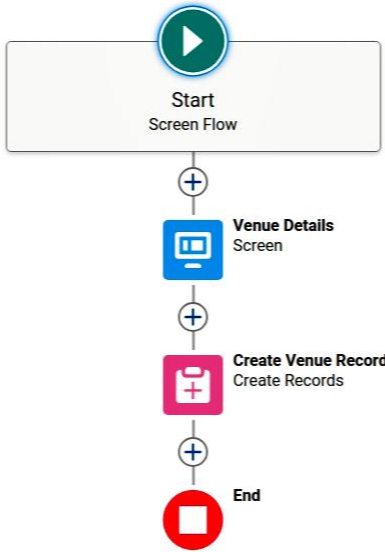 Start
Screen Flow
Venue Details
Screen
Create Venue Record
Create Records
End